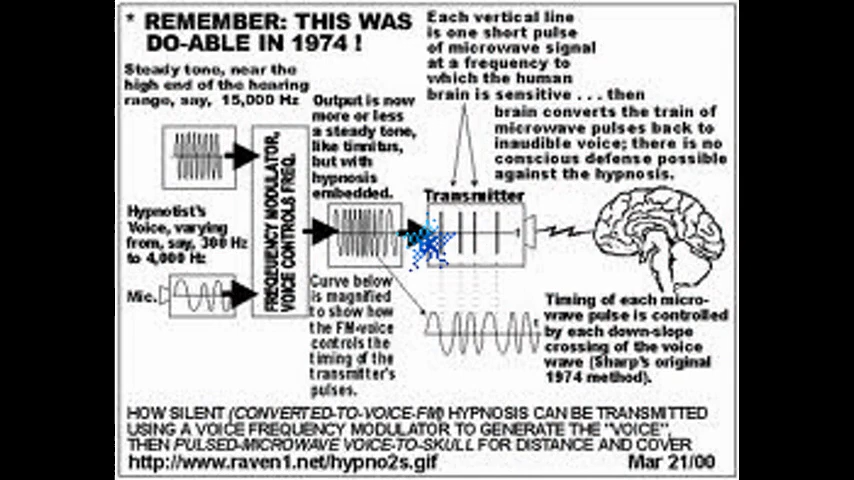 * REMEMBER: THIS WAS
DO-ABLE IN 1974 !
Each vertical line
is one short pulse
of microwave signal
at a frequency to
which the human
brain is sensitive . . . then
brain converts the train of
microwave pulses back to
inaudible voice; there is no
conscious defense possible
against the hypnosis.
Steady tone, near the
high end of the hearing
range, say, 15,000 Hz
Output is now
more or less
a steady tone,
like tinnitus,
but with
hypnosis
embedded.
FREQEUENCY MODULATOR,
VOICE CONTROLS FREQ.
Transmitter
Hypnotist's
Voice, varying
from, say, 300 Hz
to 4,000 Hz
Mic.
Curve below
is magnified
to show how
the FM-voice
controls the
timing of the
transmitter's
pulses.
t
t
Timing of each micro-
wave pulse is controlled
by each down-slope
crossing of the voice
wave (Sharp's original
1974 method).
HOW SILENT (CONVERTED-TO-VOICE-FM) HYPNOSIS CAN BE TRANSMITTED
USING A VOICE FREQUENCY MODULATOR TO GENERATE THE "VOICE",
THEN PULSED-MICROWAVE VOICE-TO-SKULL FOR DISTANCE AND COVER
http://www.raven1.net/hypno2s.gif
Mar 21/00